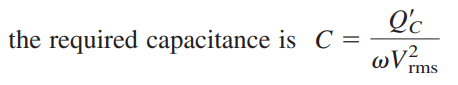 the required capacitance is C = Q'_C / ωV²_rms